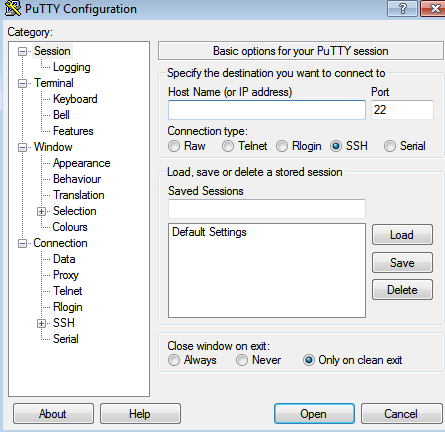 PuTTY Configuration
Category:
Session
Logging
Terminal
Keyboard
Bell
Features
Window
Appearance
Behaviour
Translation
Selection
Colours
Connection
Data
Proxy
Telnet
Rlogin
SSH
Serial
Basic options for your PuTTY session
Specify the destination you want to connect to
Host Name (or IP address) Port
22
Connection type:
Raw Telnet Rlogin SSH Serial
Load, save or delete a stored session
Saved Sessions
Default Settings
Load
Save
Delete
Close window on exit:
Always Never Only on clean exit
About Help Open Cancel